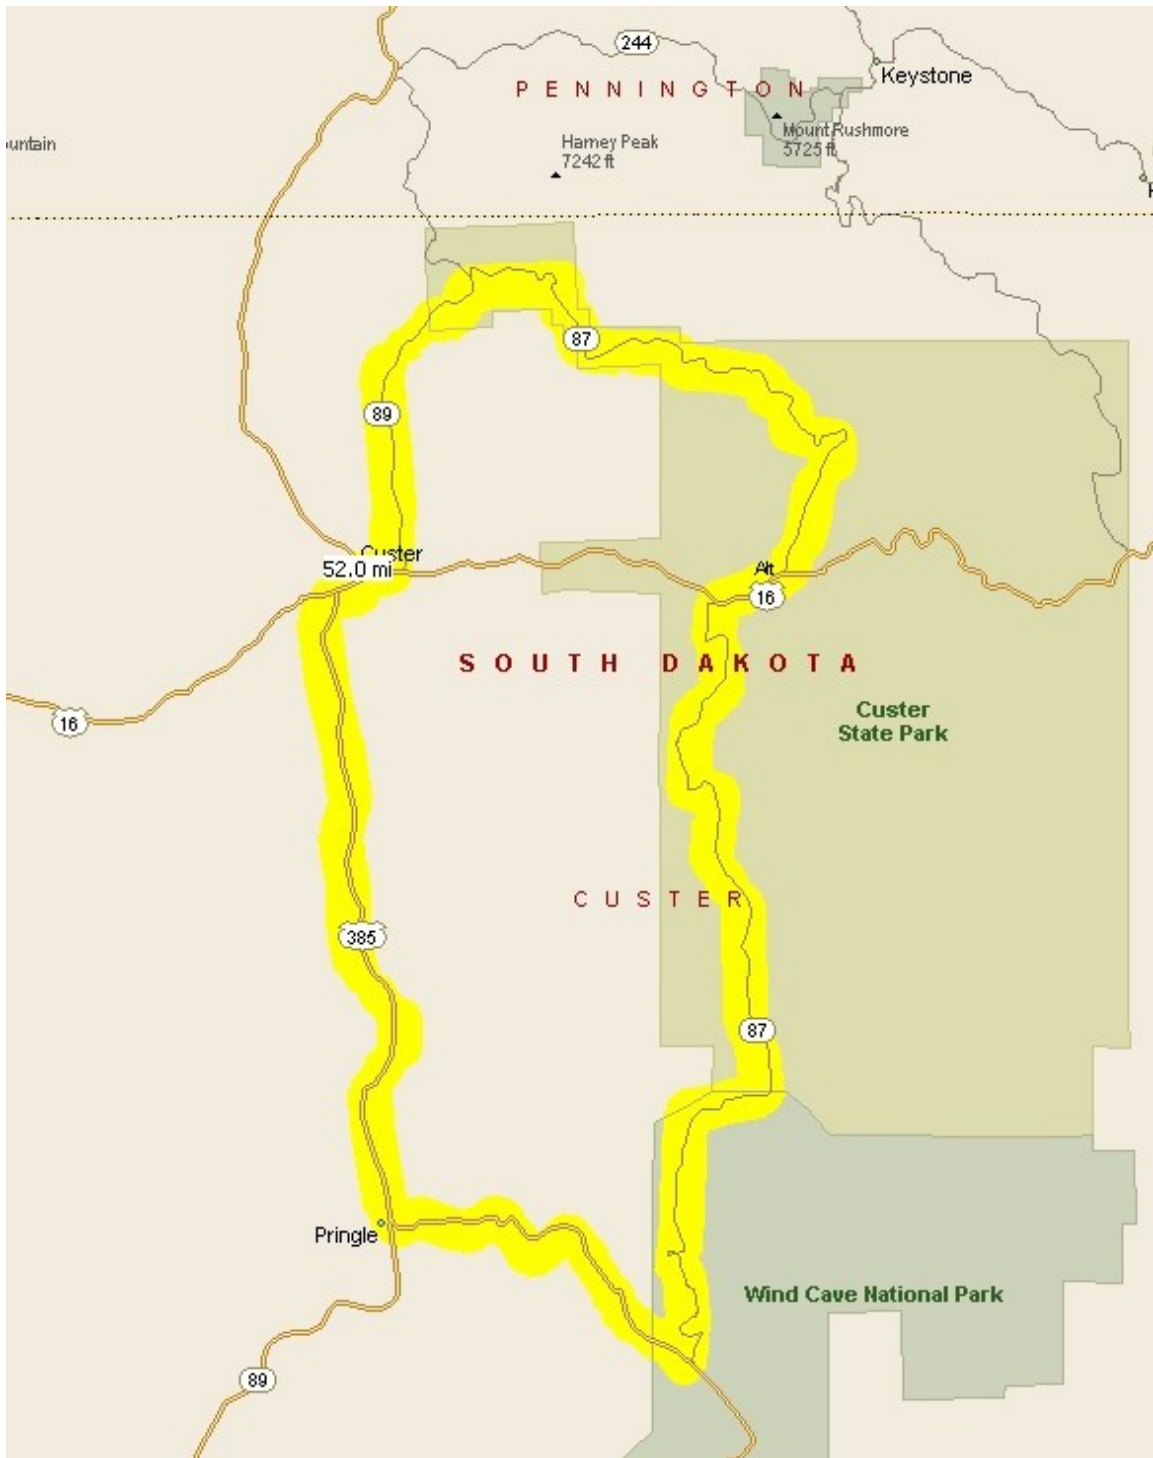 244
Keystone
PENNINGTON
Mount Rushmore
5725 ft
Harney Peak
7242 ft
ountain
87
89
Custer
52.0 mi
Alt
16
SOUTH DAKOTA
16
Custer
State Park
CUSTER
385
87
Pringle
Wind Cave National Park
89